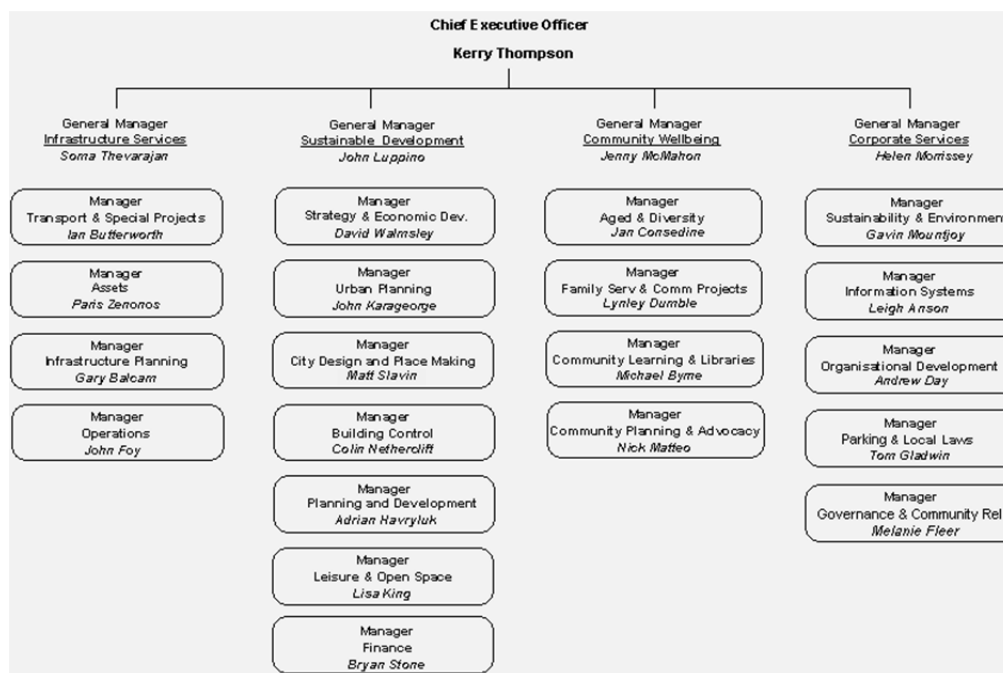 Chief Executive Officer
Kerry Thompson
General Manager
Infrastructure Services
Soma Thevarajan
Manager
Transport & Special Projects
Ian Butterworth
Manager
Assets
Paris Zenonos
Manager
Infrastructure Planning
Gary Balcam
Manager
Operations
John Foy
General Manager
Sustainable Development
John Luppino
Manager
Strategy & Economic Dev.
David Walmsley
Manager
Urban Planning
John Karageorge
Manager
City Design and Place Making
Matt Slavin
Manager
Building Control
Colin Nethercliff
Manager
Planning and Development
Adrian Havryluk
Manager
Leisure & Open Space
Lisa King
Manager
Finance
Bryan Stone
General Manager
Community Wellbeing
Jenny McMahon
Manager
Aged & Diversity
Jan Consedine
Manager
Family Serv & Comm Projects
Lynley Dumble
Manager
Community Learning & Libraries
Michael Byrne
Manager
Community Planning & Advocacy
Nick Matteo
General Manager
Corporate Services
Helen Morrissey
Manager
Sustainability & Environment
Gavin Mountjoy
Manager
Information Systems
Leigh Anson
Manager
Organisational Development
Andrew Day
Manager
Parking & Local Laws
Tom Gladwin
Manager
Governance & Community Rel
Melanie Fleer